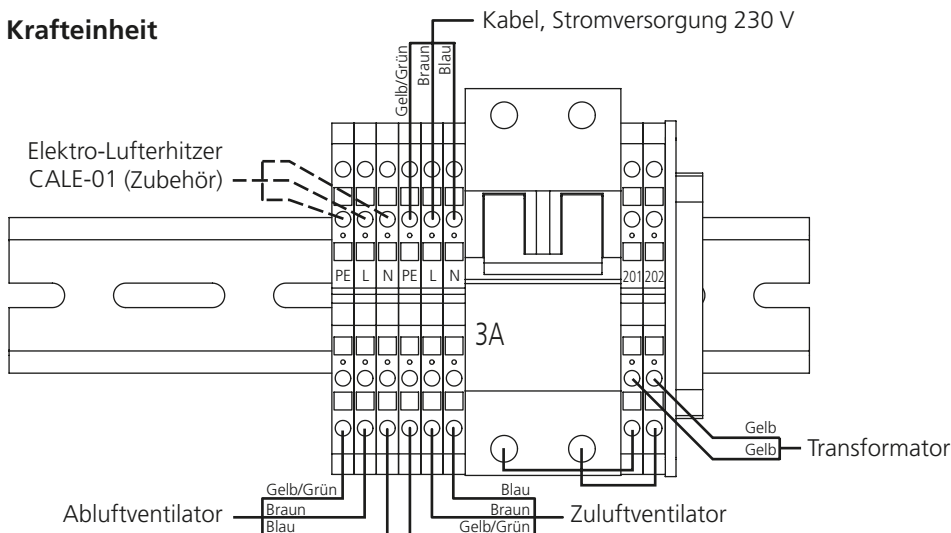 Krafteinheit
Kabel, Stromversorgung 230 V
Gelb/Grün
Braun
Blau
Elektro-Lufterhitzer
CALE-01 (Zubehör)
PE L N PE L N
201 202
3A
Gelb
Gelb
Transformator
Abluftventilator
Gelb/Grün
Braun
Blau
Blau
Braun
Gelb/Grün
Zuluftventilator